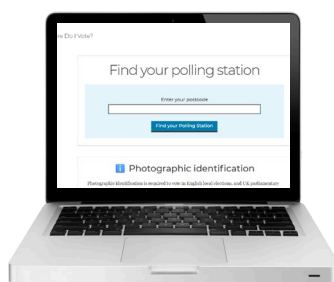 re Do I Vote?
Find your polling station
Enter your postcode
Find your Polling Station
Photographic identification
Photographic identification is required to vote in English local elections, and UK parliamentary